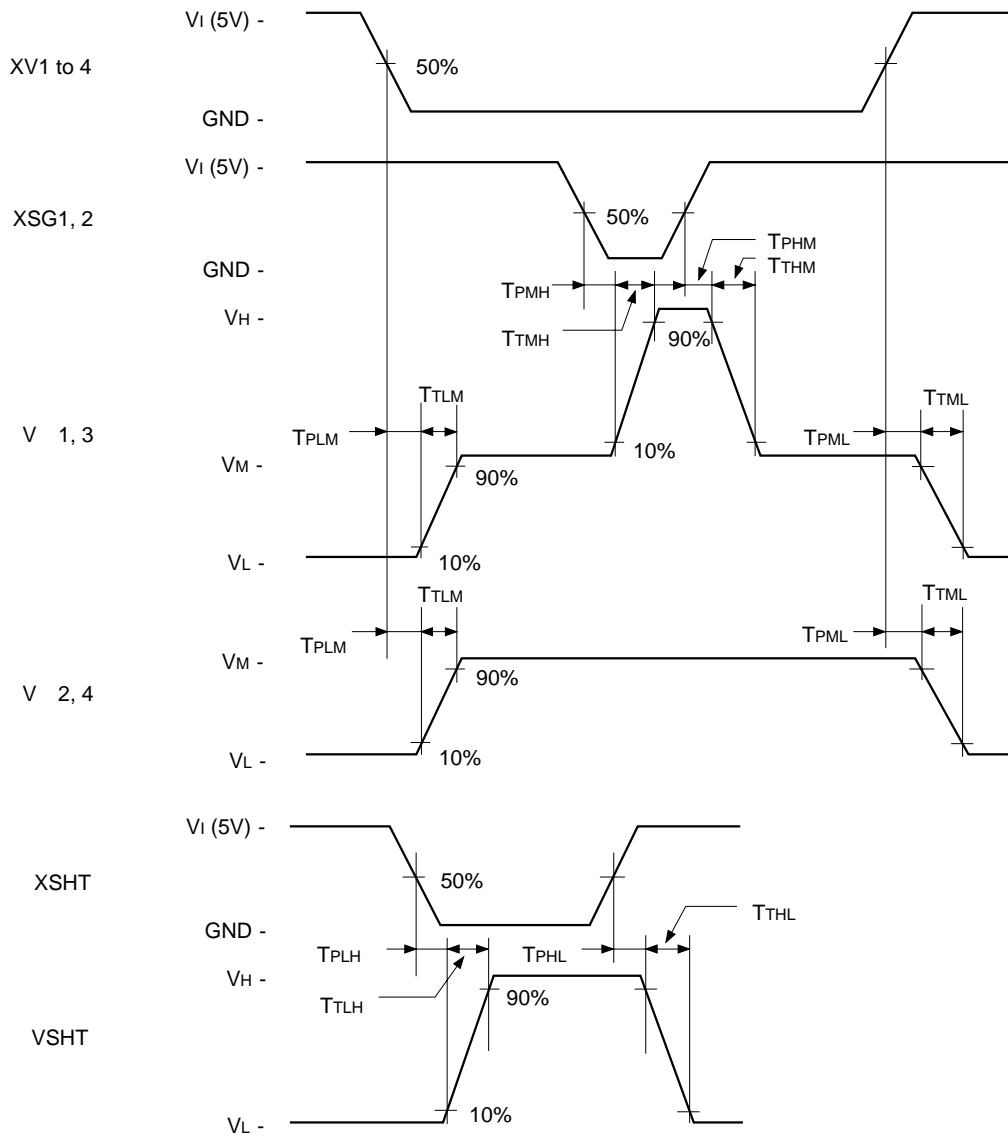 VI (5V) -
XV1 to 4
50%
GND -
VI (5V) -
XSG1, 2
50%
TPHM
GND -
TTHM
TPMH
VH -
TTMH
90%
TTLM
TTML
V 1, 3
TPLM
TPML
10%
VM -
90%
VL -
10%
TTLM
TTML
TPLM
TPML
VM -
90%
V 2, 4
10%
VL -
VI (5V) -
XSHT
50%
TTHL
GND -
TPLH
TPHL
VH -
TTLH
90%
VSHT
10%
VL -